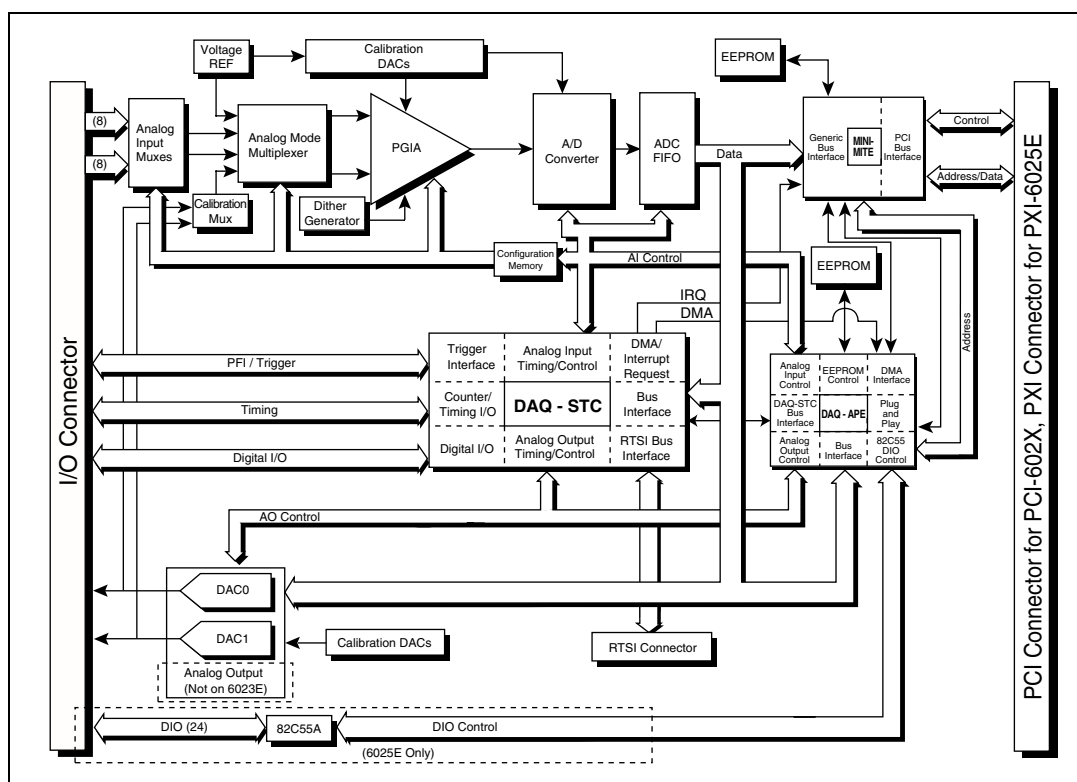 Voltage
REF
Calibration
DACs
EEPROM
(8)
(8)
Analog
Input
Muxes
Analog Mode
Multiplexer
PGIA
A/D
Converter
ADC
FIFO
Data
Generic
Bus
Interface
MINI-
MITE
PCI
Bus
Interface
Control
Address/Data
Calibration
Mux
Dither
Generator
Configuration
Memory
AI Control
EEPROM
IRQ
DMA
Address
I/O Connector
PCI Connector for PCI-602X, PXI Connector for PXI-6025E
PFI / Trigger
Timing
Digital I/O
Trigger
Interface
Analog Input
Timing/Control
DMA/
Interrupt
Request
Counter/
Timing I/O
DAQ - STC
Bus
Interface
Digital I/O
Analog Output
Timing/Control
RTSI Bus
Interface
Analog
Input
Control
EEPROM
Control
DMA
Interface
DAQ-STC
Bus
Interface
DAQ - APE
Plug
and
Play
Analog
Output
Control
Bus
Interface
82C55
DIO
Control
AO Control
DAC0
DAC1
Calibration DACs
RTSI Connector
Analog Output
(Not on 6023E)
DIO (24)
82C55A
DIO Control
(6025E Only)